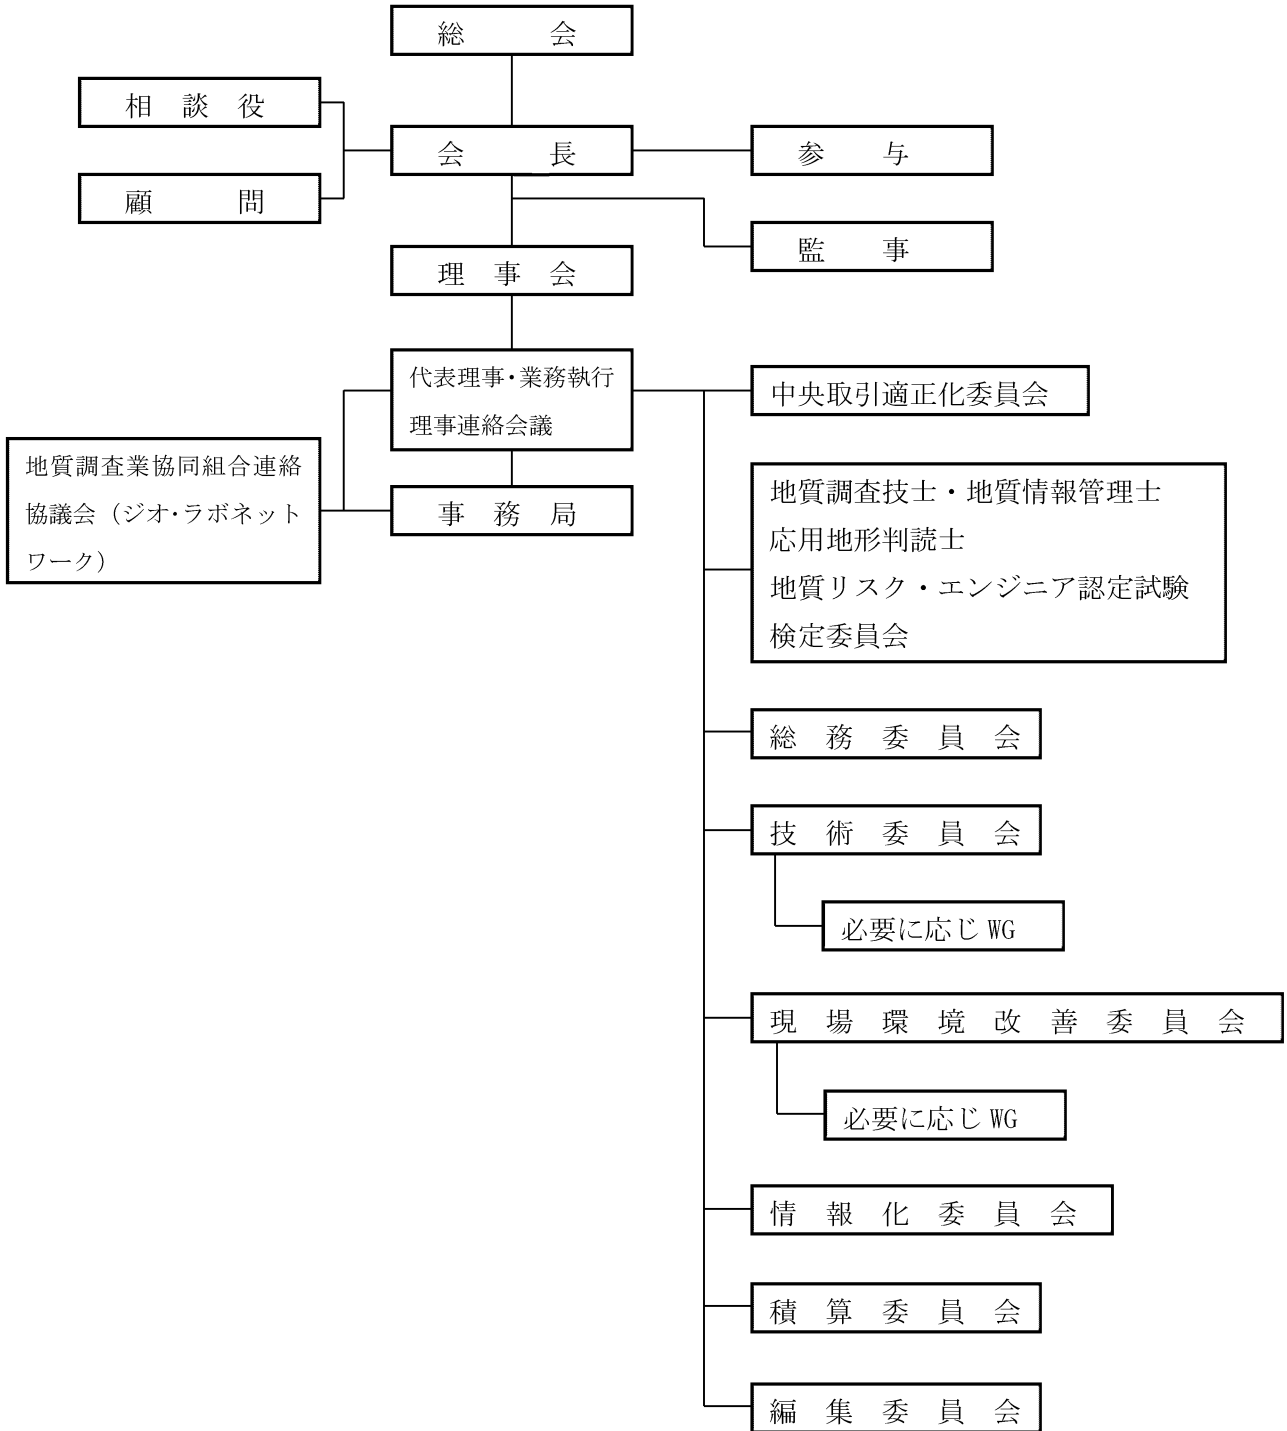 総会
相談役
会長
参与
顧問
監事
理事会
代表理事・業務執行
理事連絡会議
中央取引適正化委員会
地質調査業協同組合連絡
協議会（ジオ・ラボネット
ワーク）
事務局
地質調査技士・地質情報管理士
応用地形判読士
地質リスク・エンジニア認定試験
検定委員会
総務委員会
技術委員会
必要に応じ WG
現場環境改善委員会
必要に応じ WG
情報化委員会
積算委員会
編集委員会